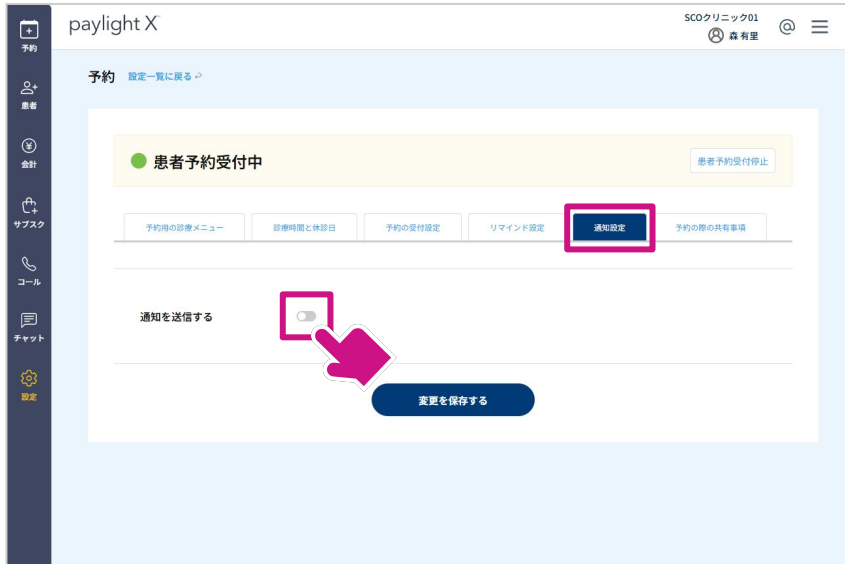 paylight X
SCOクリニック01
森 有里
予約
患者
会計
サブスク
コール
チャット
設定
予約 設定一覧に戻る
患者予約受付中
患者予約受付停止
予約用の診療メニュー
診療時間と休診日
予約の受付設定
リマインド設定
通知設定
予約の際の共有事項
通知を送信する
変更を保存する